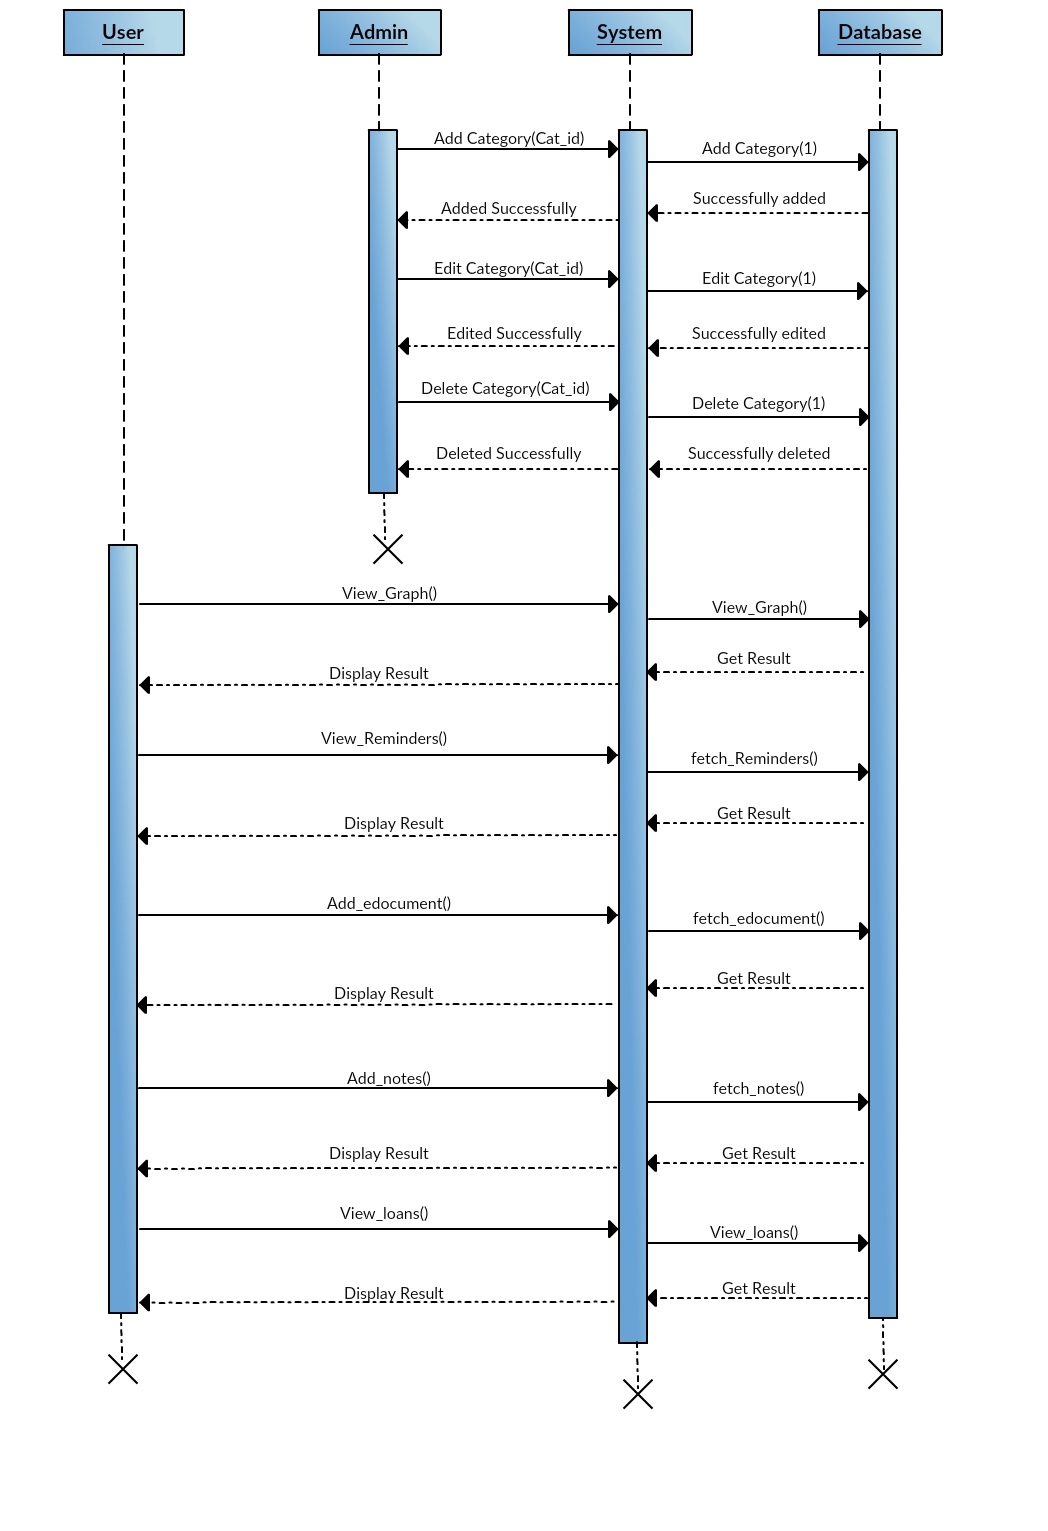 User
Admin
System
Database
Add Category(Cat_id)
Add Category(1)
Successfully added
Added Successfully
Edit Category(Cat_id)
Edit Category(1)
Edited Successfully
Successfully edited
Delete Category(Cat_id)
Delete Category(1)
Deleted Successfully
Successfully deleted
View_Graph()
View_Graph()
Get Result
Display Result
View_Reminders()
fetch_Reminders()
Get Result
Display Result
Add_edocument()
fetch_edocument()
Get Result
Display Result
Add_notes()
fetch_notes()
Display Result
Get Result
View_loans()
View_loans()
Get Result
Display Result